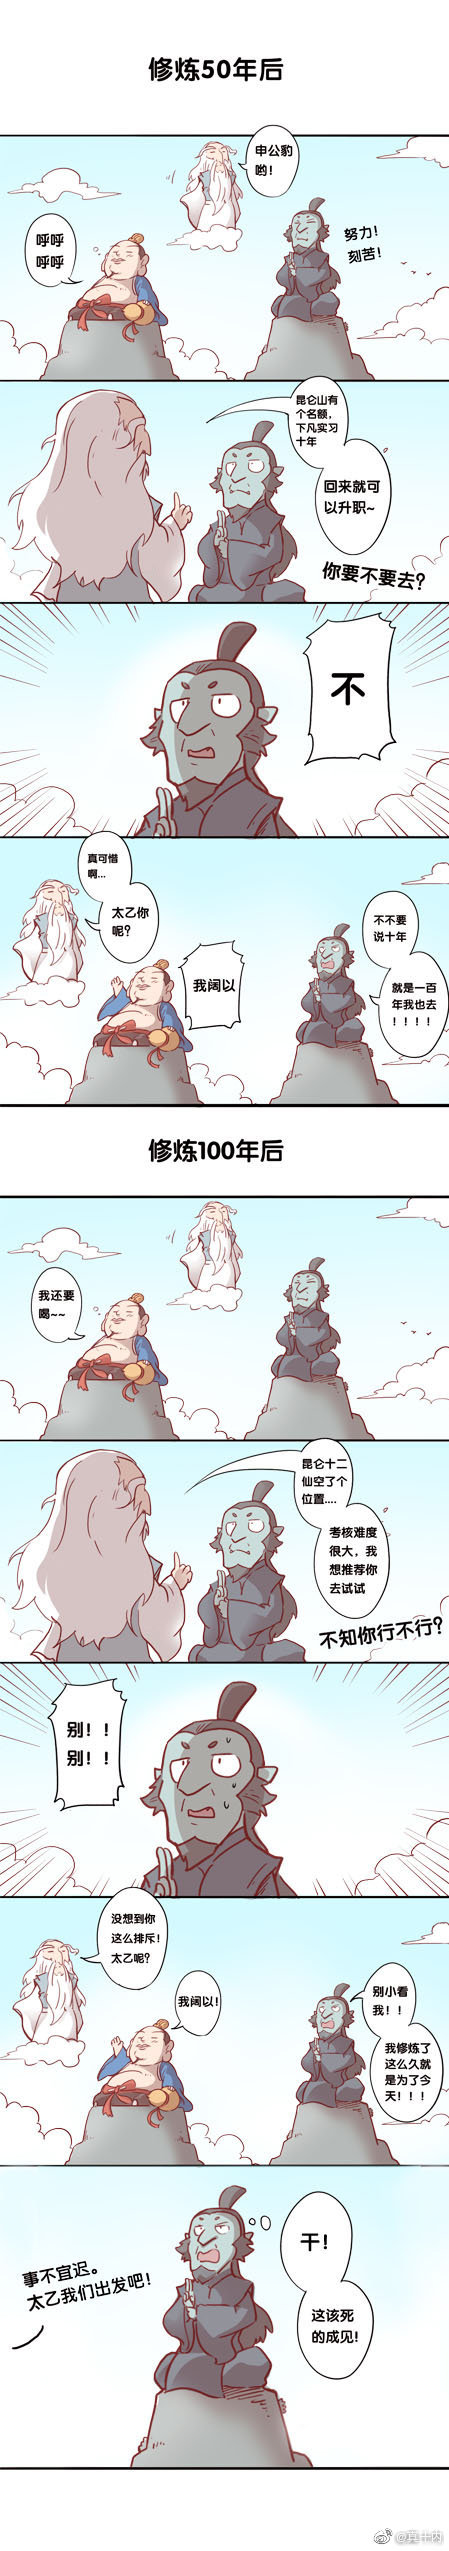 修炼50年后
申公豹
哟！
呼呼
呼呼
努力！
刻苦！
昆仑山有
个名额，
下凡实习
十年
回来就可
以升职~
你要不要去？
不
真可惜
啊...
太乙你
呢？
我阔以
不不要
说十年
就是一百
年我也去
！！！！
修炼100年后
我还要
喝~~
昆仑十二
仙空了个
位置....
考核难度
很大，我
想推荐你
去试试
不知你行不行？
别！！
别！！
没想到你
这么排斥！
太乙呢？
我阔以！
别小看
我！！
我修炼了
这么久就
是为了今
天！！！
事不宜迟。
太乙我们出发吧！
干！
这该死
的成见！